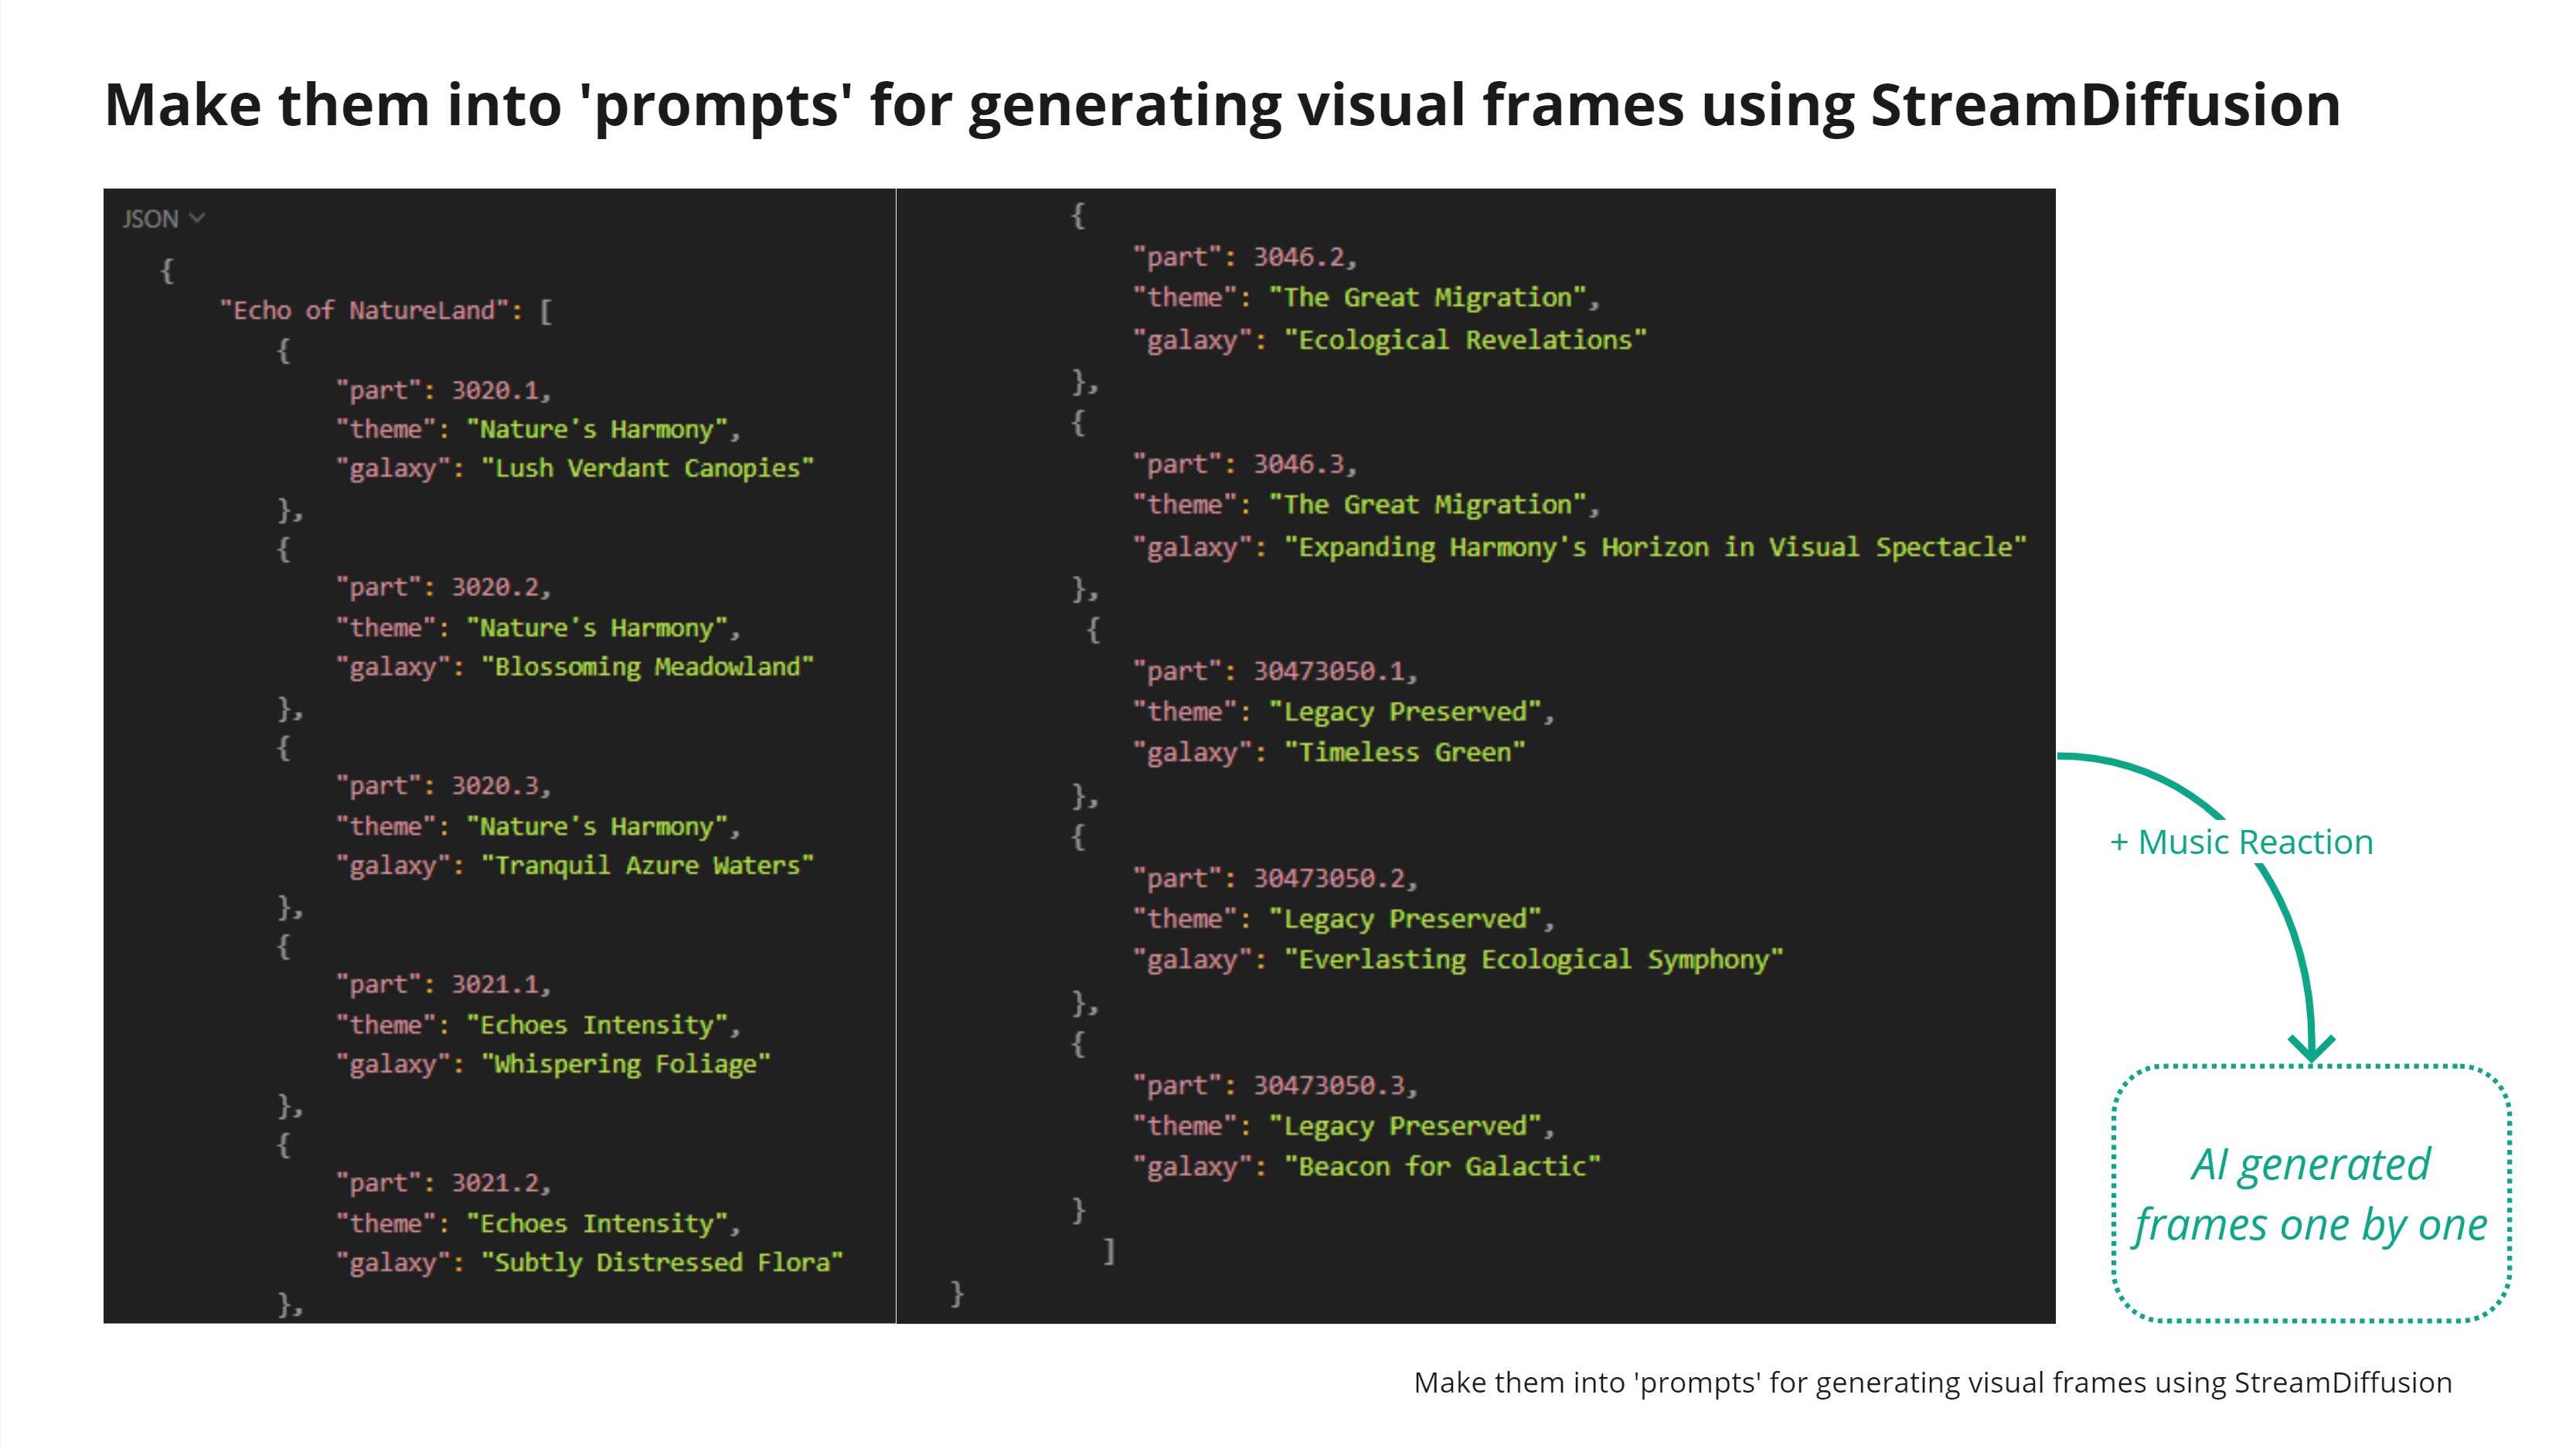 Make them into 'prompts' for generating visual frames using StreamDiffusion
JSON
{
"Echo of NatureLand": [
{
"part": 3020.1,
"theme": "Nature's Harmony",
"galaxy": "Lush Verdant Canopies"
},
{
"part": 3020.2,
"theme": "Nature's Harmony",
"galaxy": "Blossoming Meadowland"
},
{
"part": 3020.3,
"theme": "Nature's Harmony",
"galaxy": "Tranquil Azure Waters"
},
{
"part": 3021.1,
"theme": "Echoes Intensity",
"galaxy": "Whispering Foliage"
},
{
"part": 3021.2,
"theme": "Echoes Intensity",
"galaxy": "Subtly Distressed Flora"
},
{
"part": 3046.2,
"theme": "The Great Migration",
"galaxy": "Ecological Revelations"
},
{
"part": 3046.3,
"theme": "The Great Migration",
"galaxy": "Expanding Harmony's Horizon in Visual Spectacle"
},
{
"part": 30473050.1,
"theme": "Legacy Preserved",
"galaxy": "Timeless Green"
},
{
"part": 30473050.2,
"theme": "Legacy Preserved",
"galaxy": "Everlasting Ecological Symphony"
},
{
"part": 30473050.3,
"theme": "Legacy Preserved",
"galaxy": "Beacon for Galactic"
}
]
}
+ Music Reaction
AI generated
frames one by one
Make them into 'prompts' for generating visual frames using StreamDiffusion